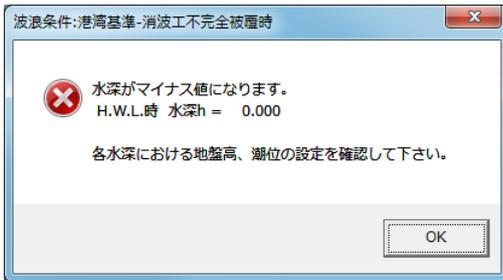 波浪条件:港湾基準-消波工不完全被覆時
水深がマイナス値になります。
H.W.L.時 水深h = 0.000
各水深における地盤高、潮位の設定を確認して下さい。
OK